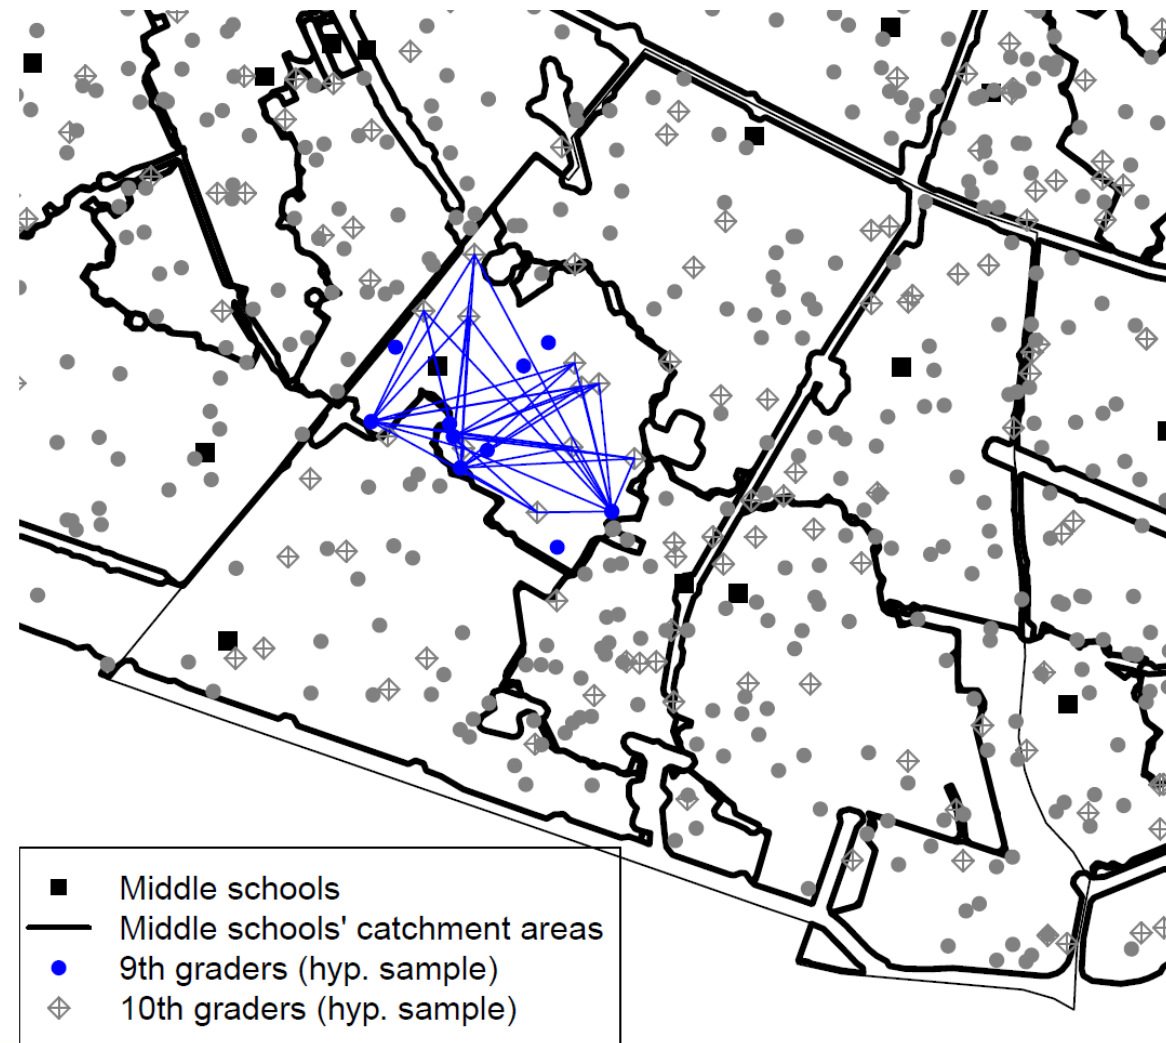 Middle schools
Middle schools' catchment areas
9th graders (hyp. sample)
10th graders (hyp. sample)